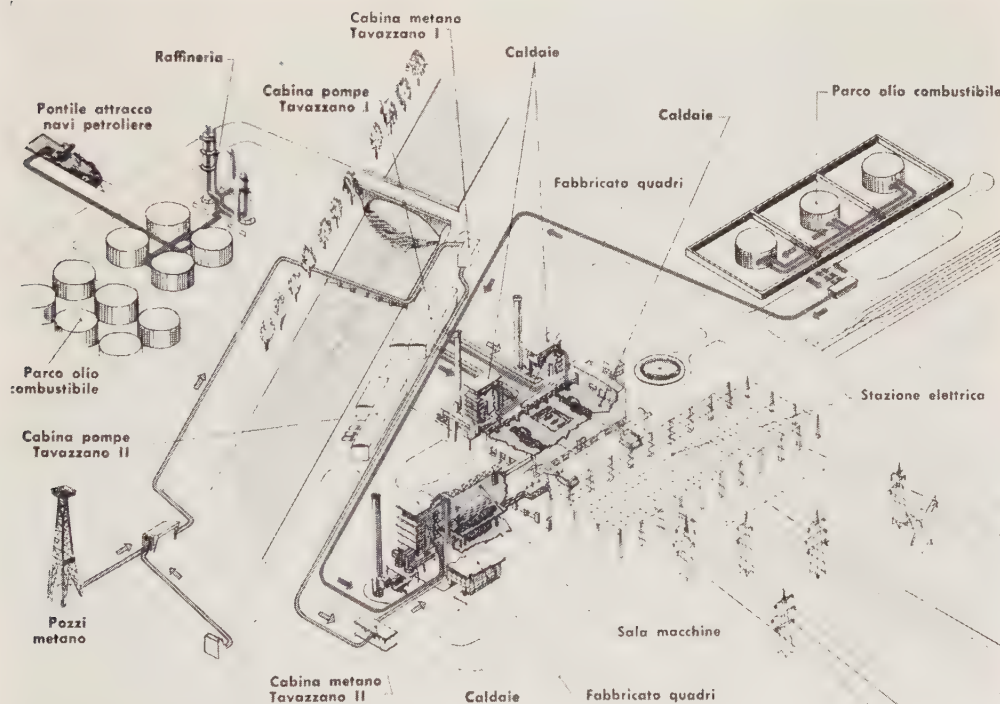 Cabina metano
Tavazzano I
Raffineria
Caldaie
Cabina pompe
Tavazzano I
Parco olio combustibile
Pontile attracco
navi petroliere
Caldaie
Fabbricato quadri
Parco olio
combustibile
Stazione elettrica
Cabina pompe
Tavazzano II
Pozzi
metano
Sala macchine
Cabina metano
Tavazzano II
Caldaie
Fabbricato quadri